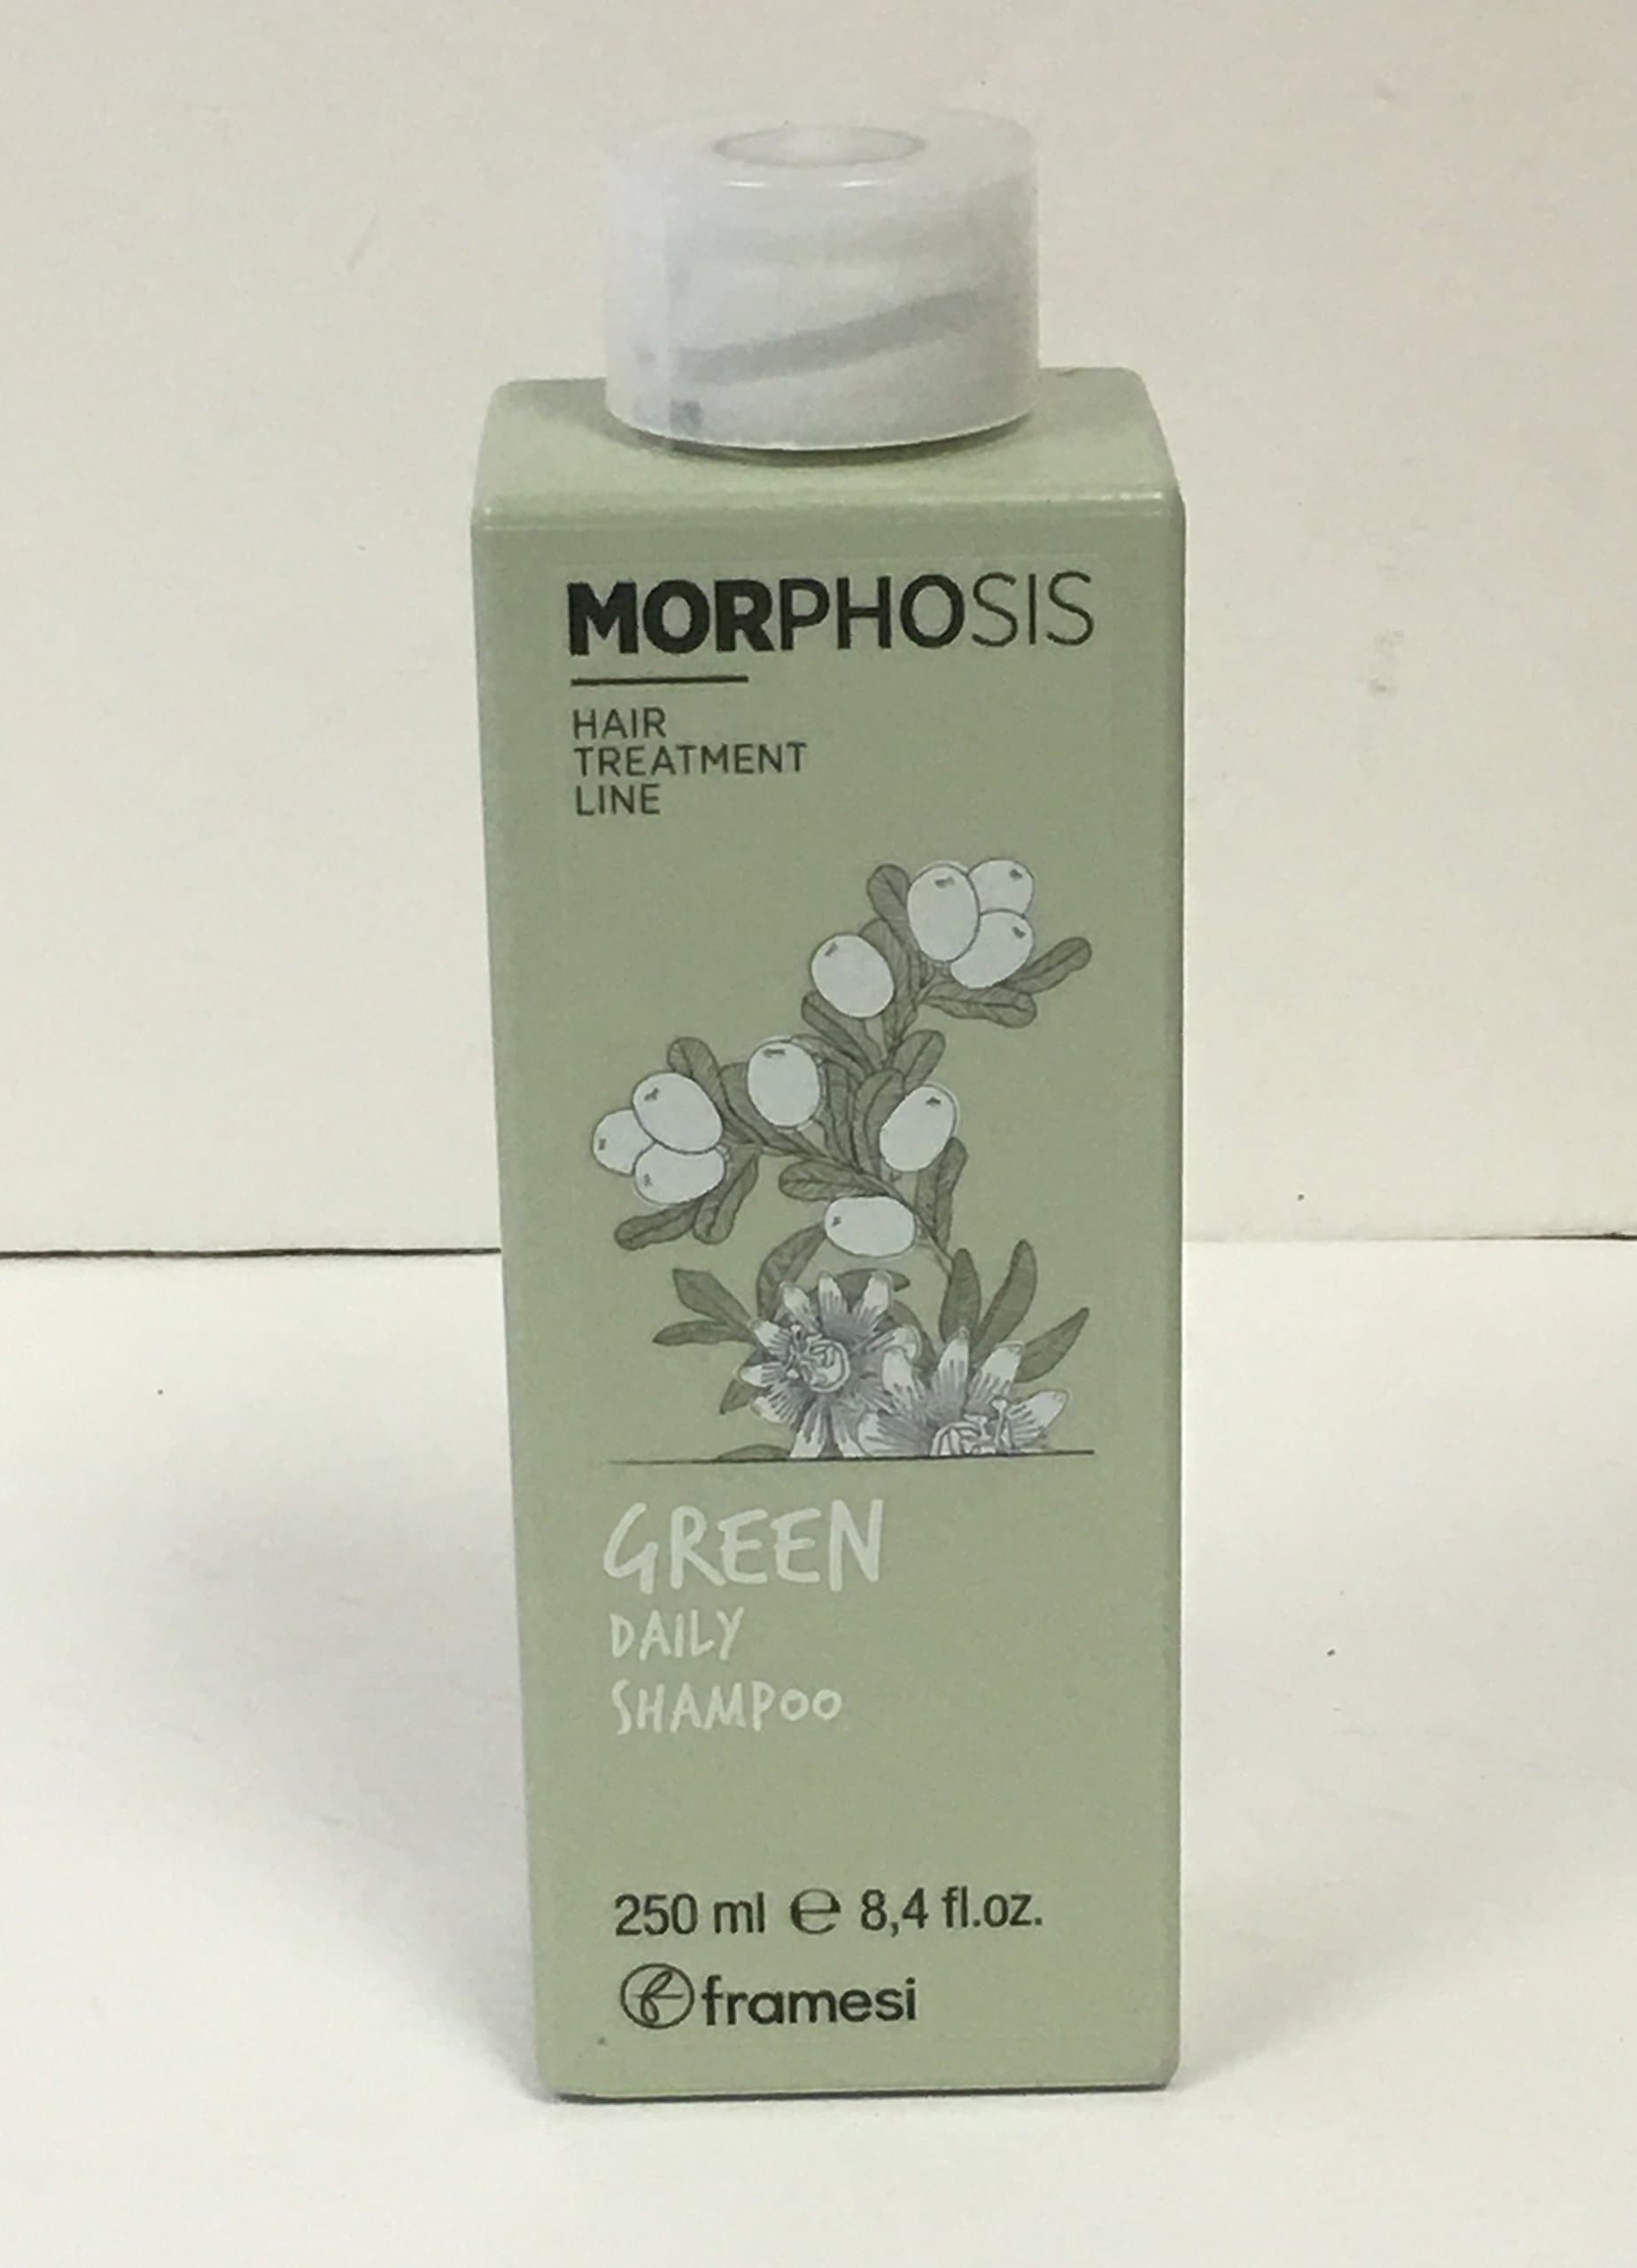 MORPHOSIS
HAIR
TREATMENT
LINE
GREEN
DAILY
SHAMPOO
250 ml ℮ 8,4 fl.oz.
framesi